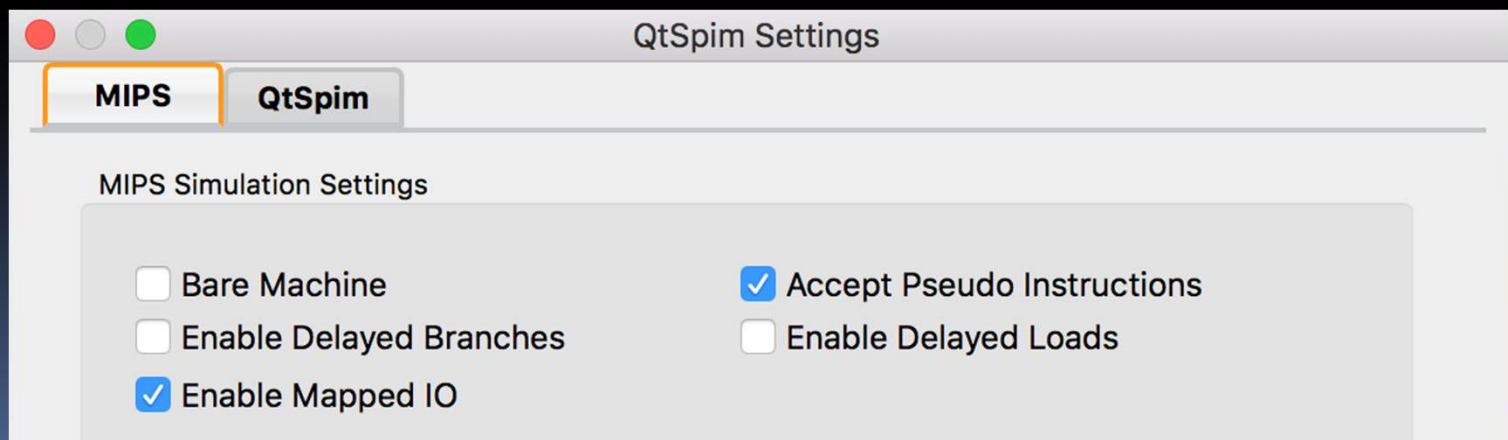 QtSpim Settings
MIPS QtSpim
MIPS Simulation Settings
Bare Machine Accept Pseudo Instructions
Enable Delayed Branches Enable Delayed Loads
Enable Mapped IO